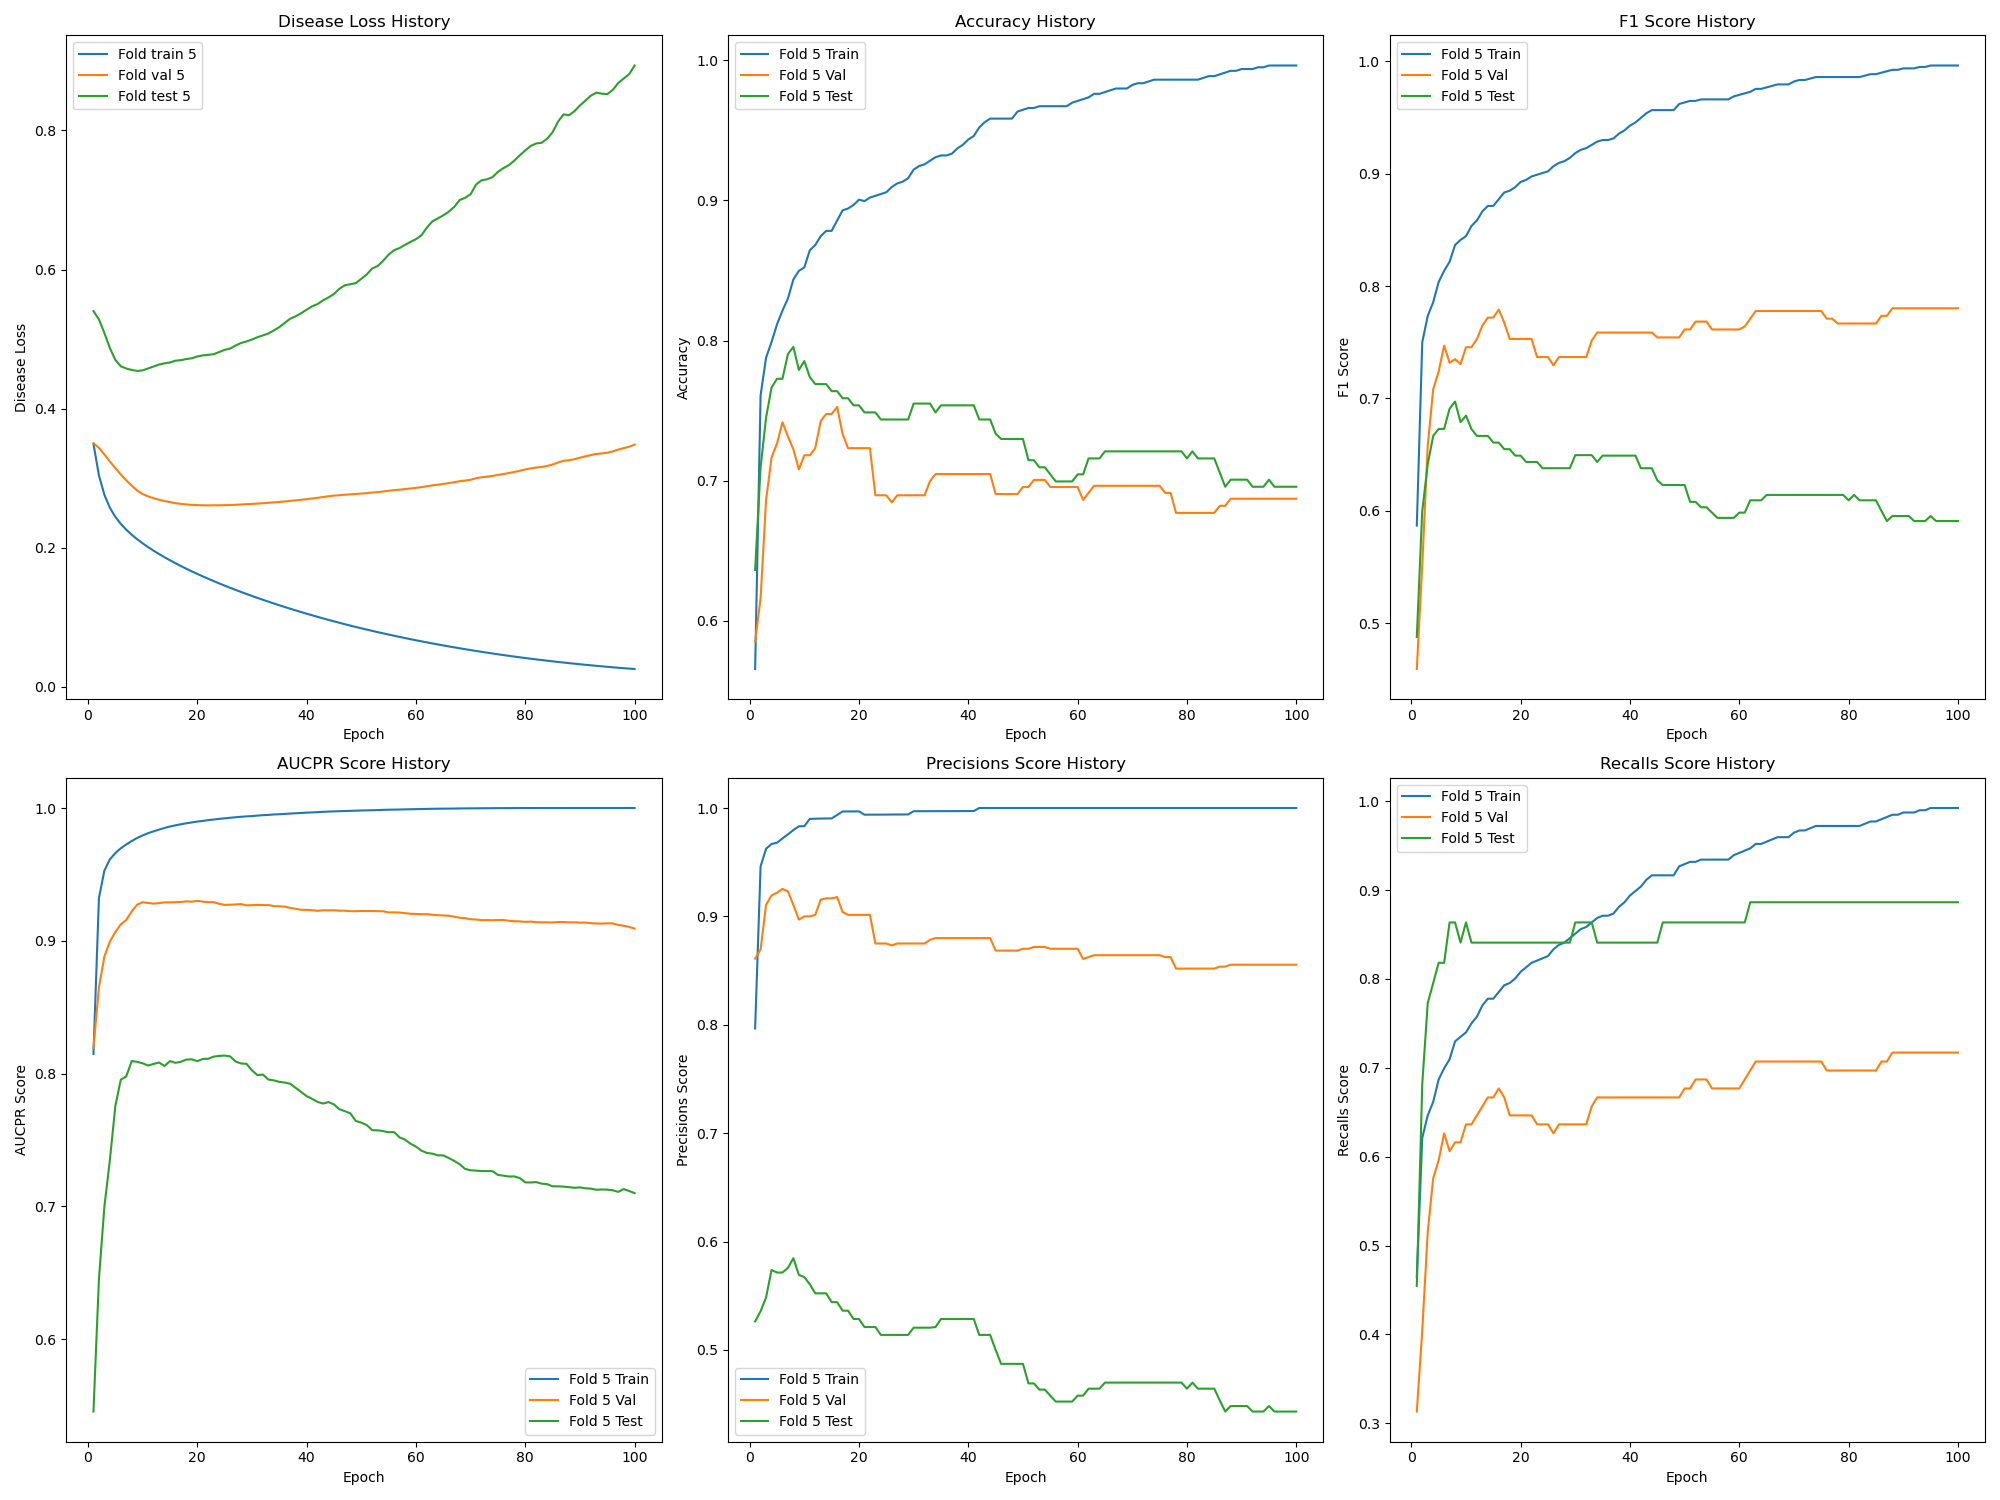 Disease Loss History
Fold train 5
Fold val 5
Fold test 5
Disease Loss
0.8
0.6
0.4
0.2
0.0
0 20 40 60 80 100
Epoch
Accuracy History
Fold 5 Train
Fold 5 Val
Fold 5 Test
Accuracy
1.0
0.9
0.8
0.7
0.6
0 20 40 60 80 100
Epoch
F1 Score History
Fold 5 Train
Fold 5 Val
Fold 5 Test
F1 Score
1.0
0.9
0.8
0.7
0.6
0.5
0 20 40 60 80 100
Epoch
AUCPR Score History
AUCPR Score
1.0
0.9
0.8
0.7
0.6
Fold 5 Train
Fold 5 Val
Fold 5 Test
0 20 40 60 80 100
Epoch
Precisions Score History
Precisions Score
1.0
0.9
0.8
0.7
0.6
0.5
Fold 5 Train
Fold 5 Val
Fold 5 Test
0 20 40 60 80 100
Epoch
Recalls Score History
Fold 5 Train
Fold 5 Val
Fold 5 Test
Recalls Score
1.0
0.9
0.8
0.7
0.6
0.5
0.4
0.3
0 20 40 60 80 100
Epoch